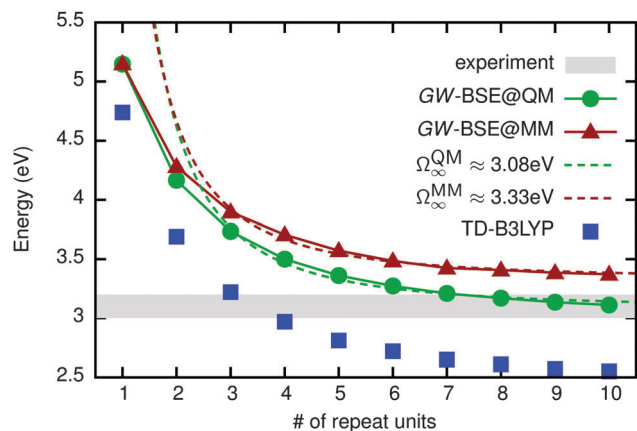 5.5
5
4.5
4
3.5
3
2.5
Energy (eV)
experiment
GW-BSE@QM
GW-BSE@MM
Ω∞^QM ≈ 3.08eV
Ω∞^MM ≈ 3.33eV
TD-B3LYP
1 2 3 4 5 6 7 8 9 10
# of repeat units